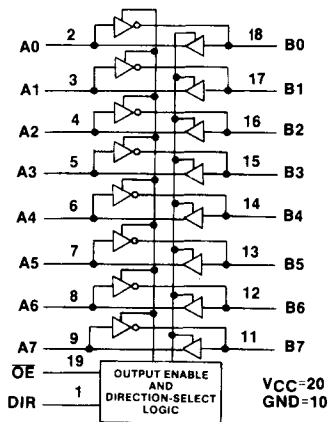 A0 2 18 B0
A1 3 17 B1
A2 4 16 B2
A3 5 15 B3
A4 6 14 B4
A5 7 13 B5
A6 8 12 B6
A7 9 11 B7
OE 19
DIR 1
OUTPUT ENABLE
AND
DIRECTION-SELECT
LOGIC
VCC=20
GND=10